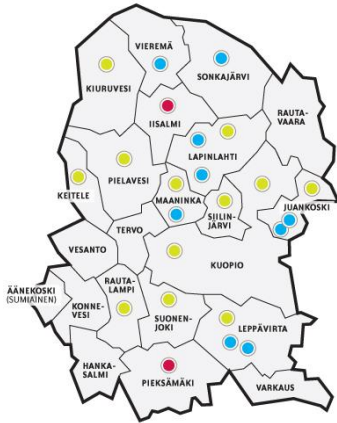 VIEREMÄ
SONKAJÄRVI
KIURUVESI
IISALMI
RAUTA-
VAARA
LAPINLAHTI
PIELAVESI
KEITELE
MAANINKA
SIILIN-
JÄRVI
JUANKOSKI
TERVO
VESANTO
KUOPIO
ÄÄNEKOSKI
(SUMIAINEN)
KONNE-
VESI
RAUTA-
LAMPI
SUONEN-
JOKI
LEPPÄVIRTA
HANKA-
SALMI
PIEKSÄMÄKI
VARKAUS